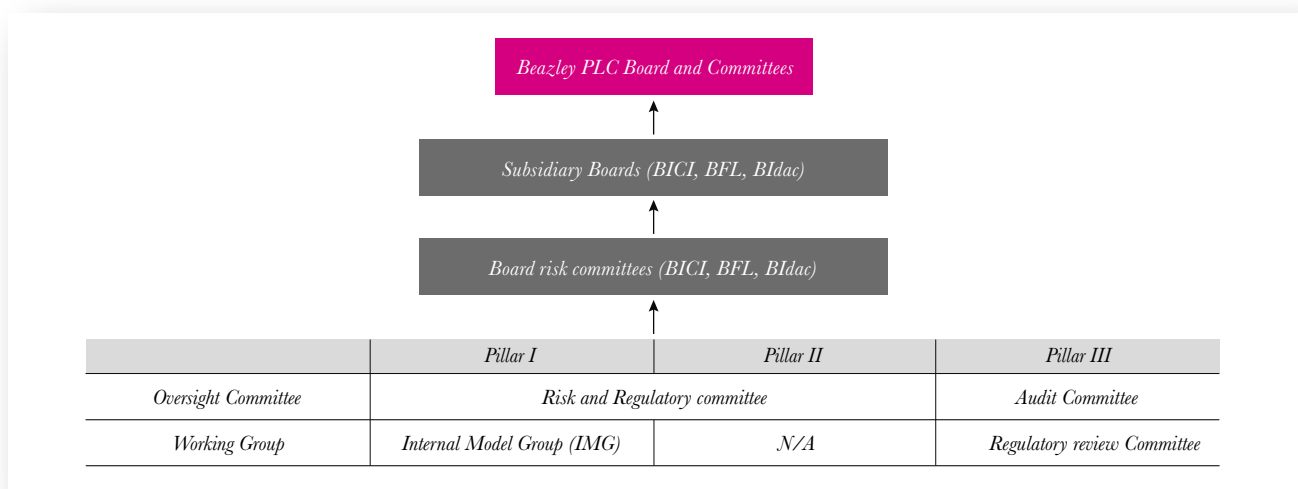 Beazley PLC Board and Committees
Subsidiary Boards (BICI, BFL, BIdac)
Board risk committees (BICI, BFL, BIdac)
Pillar I Pillar II Pillar III
Oversight Committee Risk and Regulatory committee Audit Committee
Working Group Internal Model Group (IMG) N/A Regulatory review Committee